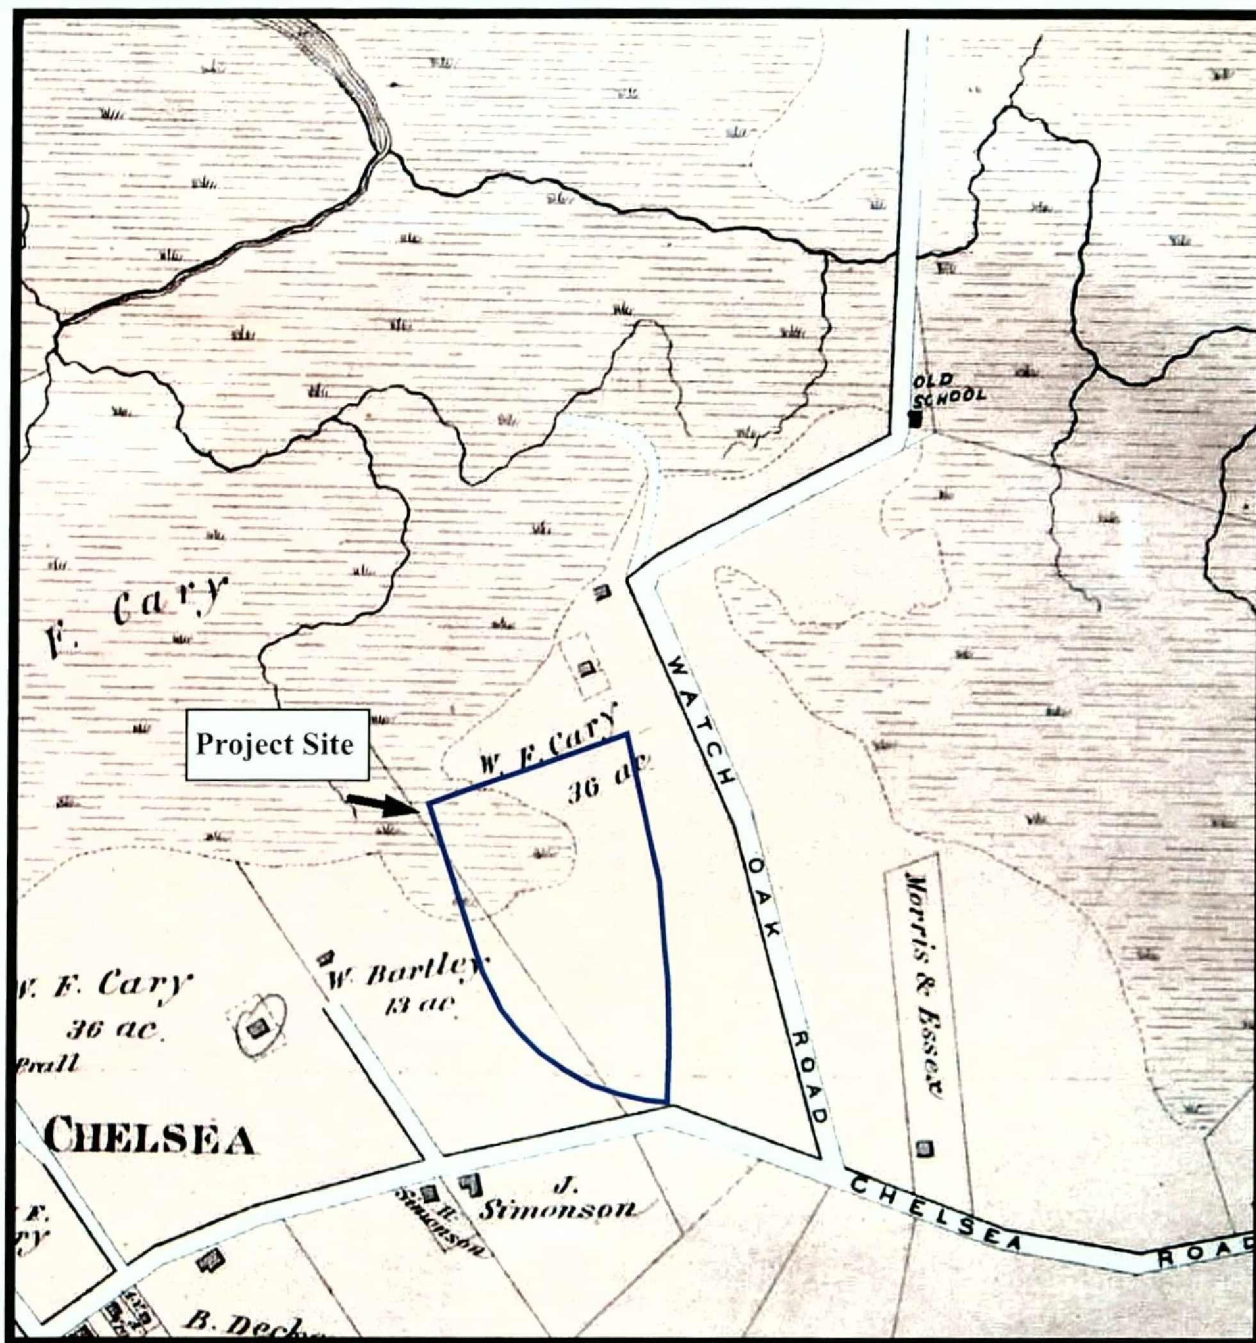 OLD
SCHOOL
F. Cary
Project Site
W. F. Cary
36 ac
WATCH OAK ROAD
Morris & Essex
W. Bartley
13 ac.
W. F. Cary
36 ac.
CHELSEA
J.
Simonson
H.
Simonson
CHELSEA ROAD
B. Decke